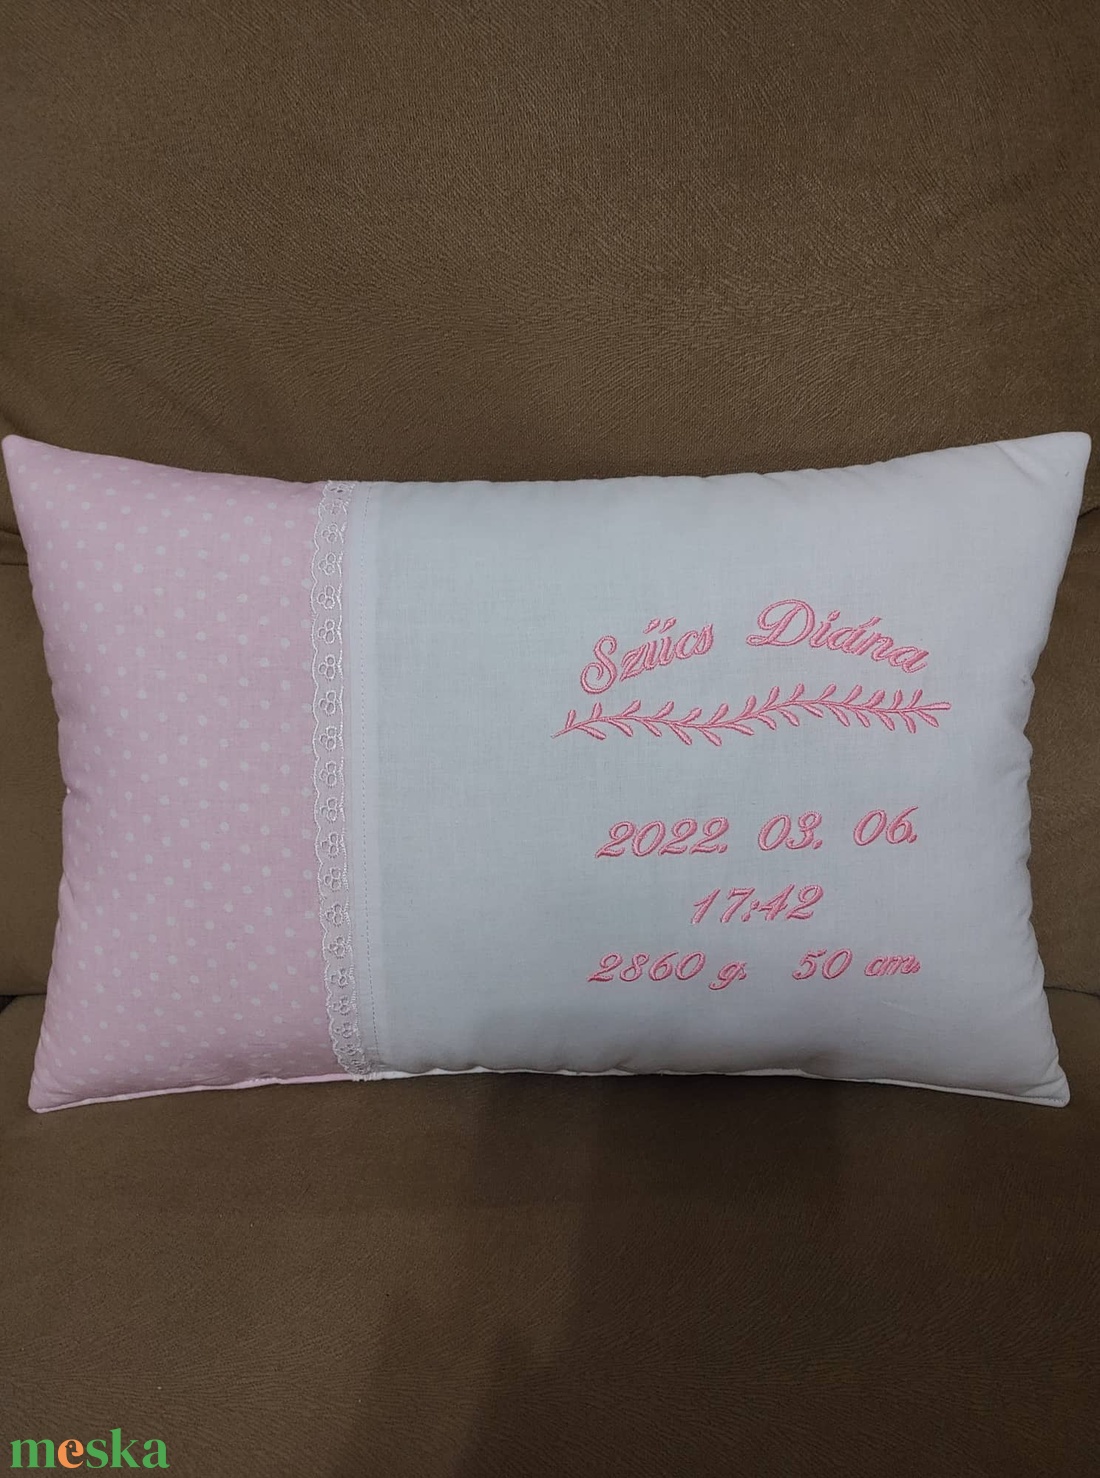 Szűcs Diána
2022. 03. 06.
17:42
2860 g. 50 cm.
meska